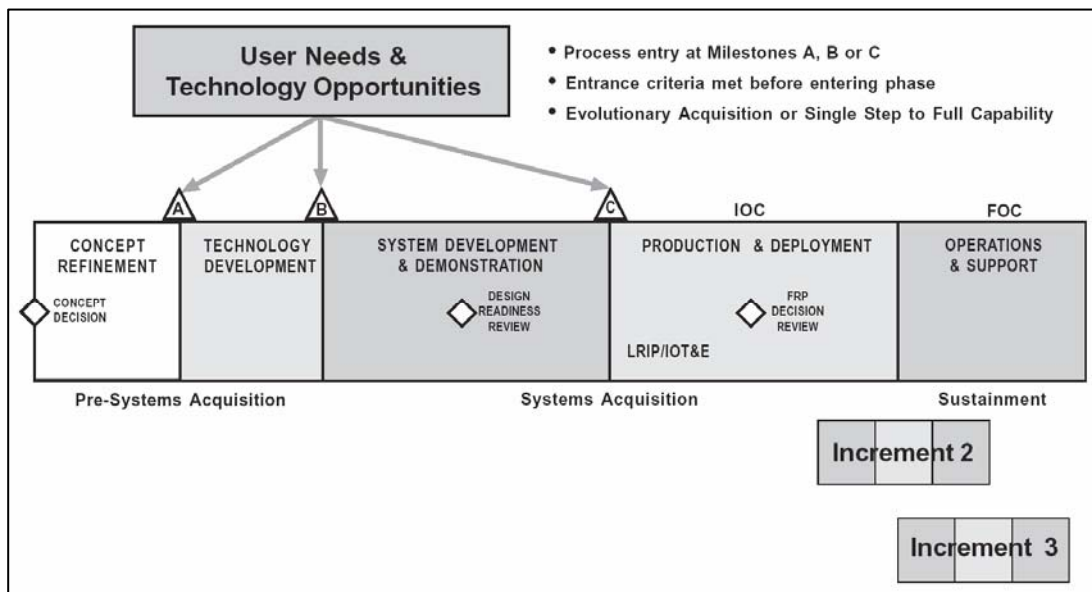 User Needs &
Technology Opportunities
• Process entry at Milestones A, B or C
• Entrance criteria met before entering phase
• Evolutionary Acquisition or Single Step to Full Capability
A
B
C
IOC
FOC
CONCEPT
REFINEMENT
TECHNOLOGY
DEVELOPMENT
SYSTEM DEVELOPMENT
& DEMONSTRATION
PRODUCTION & DEPLOYMENT
OPERATIONS
& SUPPORT
CONCEPT
DECISION
DESIGN
READINESS
REVIEW
FRP
DECISION
REVIEW
LRIP/IOT&E
Pre-Systems Acquisition
Systems Acquisition
Sustainment
Increment 2
Increment 3